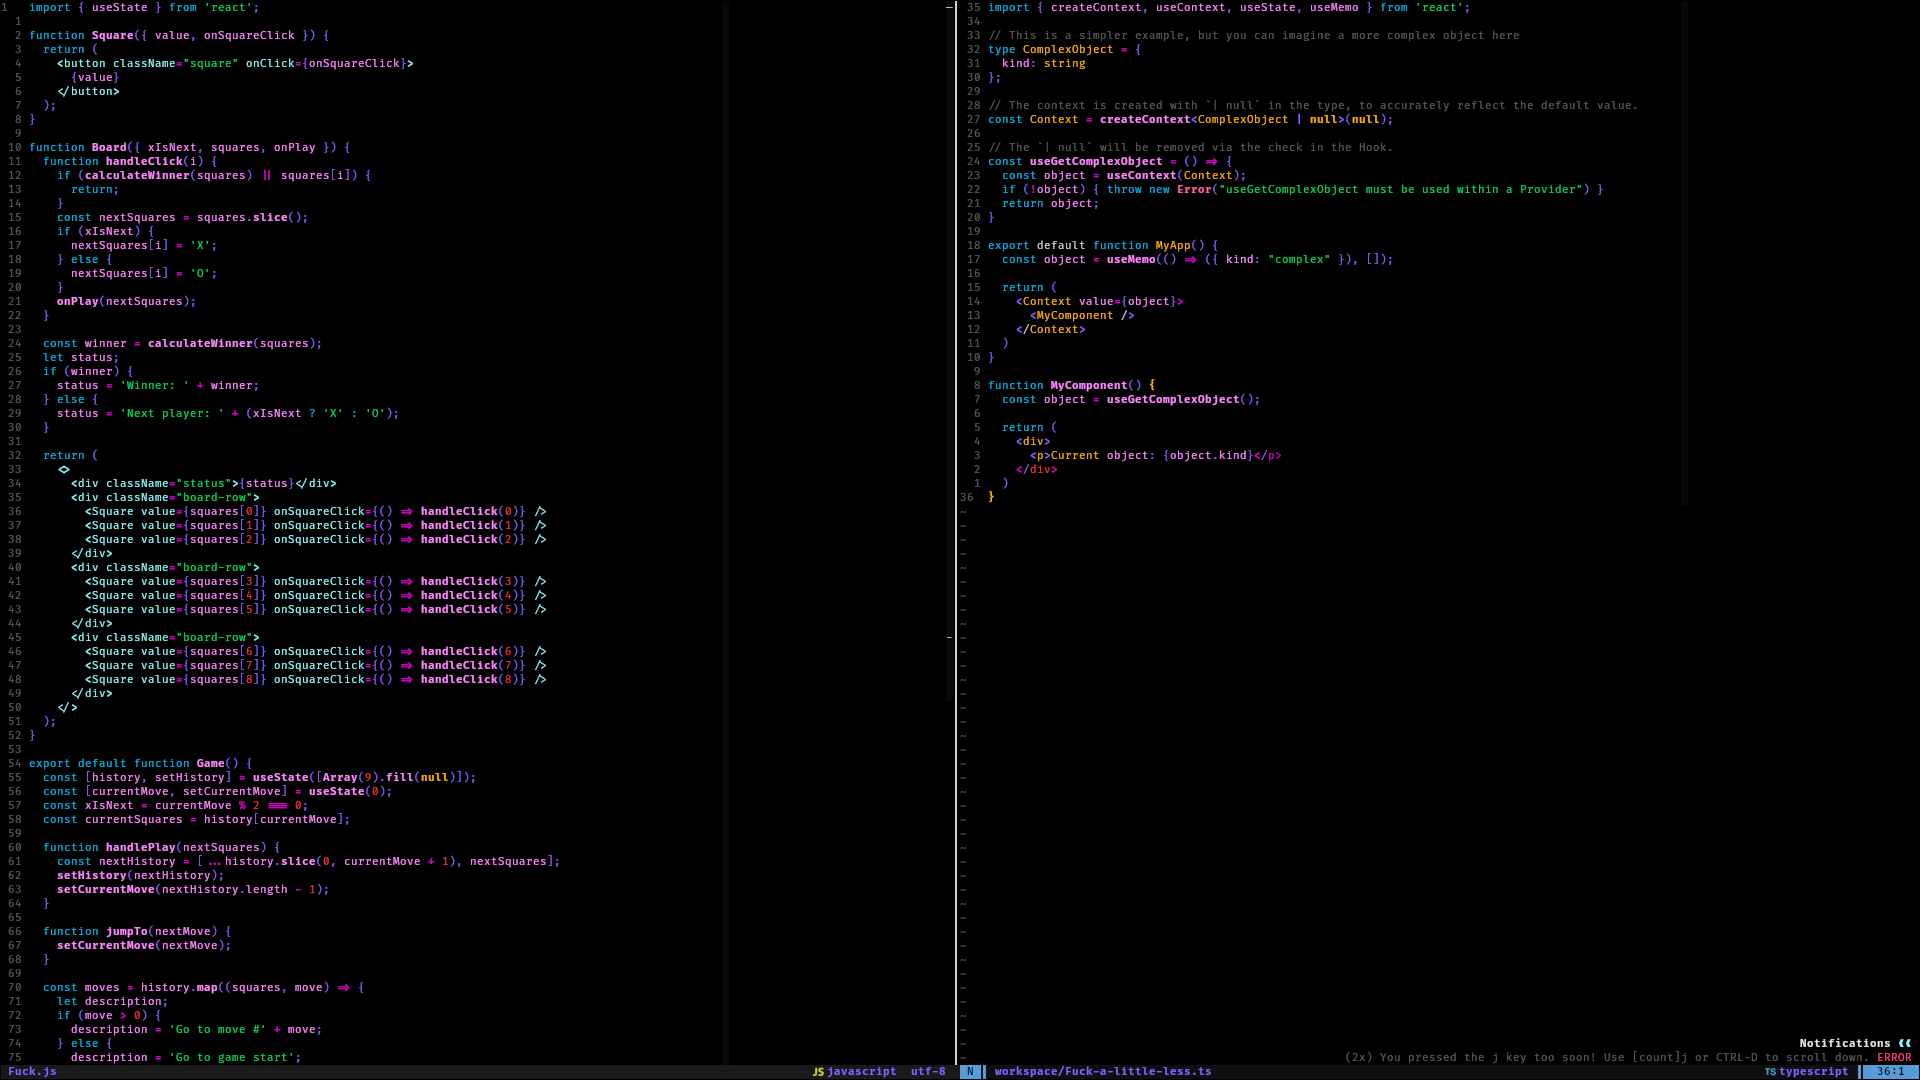 1 import { useState } from 'react';
1
2 function Square({ value, onSquareClick }) {
3 return (
4 <button className="square" onClick={onSquareClick}>
5 {value}
6 </button>
7 );
8 }
9
10 function Board({ xIsNext, squares, onPlay }) {
11 function handleClick(i) {
12 if (calculateWinner(squares) || squares[i]) {
13 return;
14 }
15 const nextSquares = squares.slice();
16 if (xIsNext) {
17 nextSquares[i] = 'X';
18 } else {
19 nextSquares[i] = 'O';
20 }
21 onPlay(nextSquares);
22 }
23
24 const winner = calculateWinner(squares);
25 let status;
26 if (winner) {
27 status = 'Winner: ' + winner;
28 } else {
29 status = 'Next player: ' + (xIsNext ? 'X' : 'O');
30 }
31
32 return (
33 <>
34 <div className="status">{status}</div>
35 <div className="board-row">
36 <Square value={squares[0]} onSquareClick={() => handleClick(0)} />
37 <Square value={squares[1]} onSquareClick={() => handleClick(1)} />
38 <Square value={squares[2]} onSquareClick={() => handleClick(2)} />
39 </div>
40 <div className="board-row">
41 <Square value={squares[3]} onSquareClick={() => handleClick(3)} />
42 <Square value={squares[4]} onSquareClick={() => handleClick(4)} />
43 <Square value={squares[5]} onSquareClick={() => handleClick(5)} />
44 </div>
45 <div className="board-row">
46 <Square value={squares[6]} onSquareClick={() => handleClick(6)} />
47 <Square value={squares[7]} onSquareClick={() => handleClick(7)} />
48 <Square value={squares[8]} onSquareClick={() => handleClick(8)} />
49 </div>
50 </>
51 );
52 }
53
54 export default function Game() {
55 const [history, setHistory] = useState([Array(9).fill(null)]);
56 const [currentMove, setCurrentMove] = useState(0);
57 const xIsNext = currentMove % 2 === 0;
58 const currentSquares = history[currentMove];
59
60 function handlePlay(nextSquares) {
61 const nextHistory = [...history.slice(0, currentMove + 1), nextSquares];
62 setHistory(nextHistory);
63 setCurrentMove(nextHistory.length - 1);
64 }
65
66 function jumpTo(nextMove) {
67 setCurrentMove(nextMove);
68 }
69
70 const moves = history.map((squares, move) => {
71 let description;
72 if (move > 0) {
73 description = 'Go to move #' + move;
74 } else {
75 description = 'Go to game start';
Fuck.js JS javascript utf-8
35 import { createContext, useContext, useState, useMemo } from 'react';
34
33 // This is a simpler example, but you can imagine a more complex object here
32 type ComplexObject = {
31 kind: string
30 };
29
28 // The context is created with `| null` in the type, to accurately reflect the default value.
27 const Context = createContext<ComplexObject | null>(null);
26
25 // The `| null` will be removed via the check in the Hook.
24 const useGetComplexObject = () => {
23 const object = useContext(Context);
22 if (!object) { throw new Error("useGetComplexObject must be used within a Provider") }
21 return object;
20 }
19
18 export default function MyApp() {
17 const object = useMemo(() => ({ kind: "complex" }), []);
16
15 return (
14 <Context value={object}>
13 <MyComponent />
12 </Context>
11 )
10 }
9
8 function MyComponent() {
7 const object = useGetComplexObject();
6
5 return (
4 <div>
3 <p>Current object: {object.kind}</p>
2 </div>
1 )
36 }
Notifications
(2x) You pressed the j key too soon! Use [count]j or CTRL-D to scroll down. ERROR
N workspace/Fuck-a-little-less.ts TS typescript 36:1